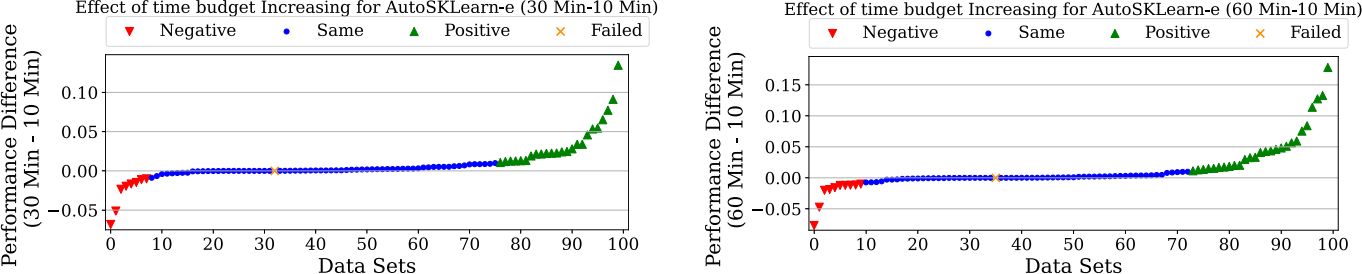 Effect of time budget Increasing for AutoSKLearn-e (30 Min-10 Min)
Negative Same Positive Failed
Performance Difference
(30 Min - 10 Min)
0.10
0.05
0.00
−0.05
0 10 20 30 40 50 60 70 80 90 100
Data Sets
Effect of time budget Increasing for AutoSKLearn-e (60 Min-10 Min)
Negative Same Positive Failed
Performance Difference
(60 Min - 10 Min)
0.15
0.10
0.05
0.00
−0.05
0 10 20 30 40 50 60 70 80 90 100
Data Sets